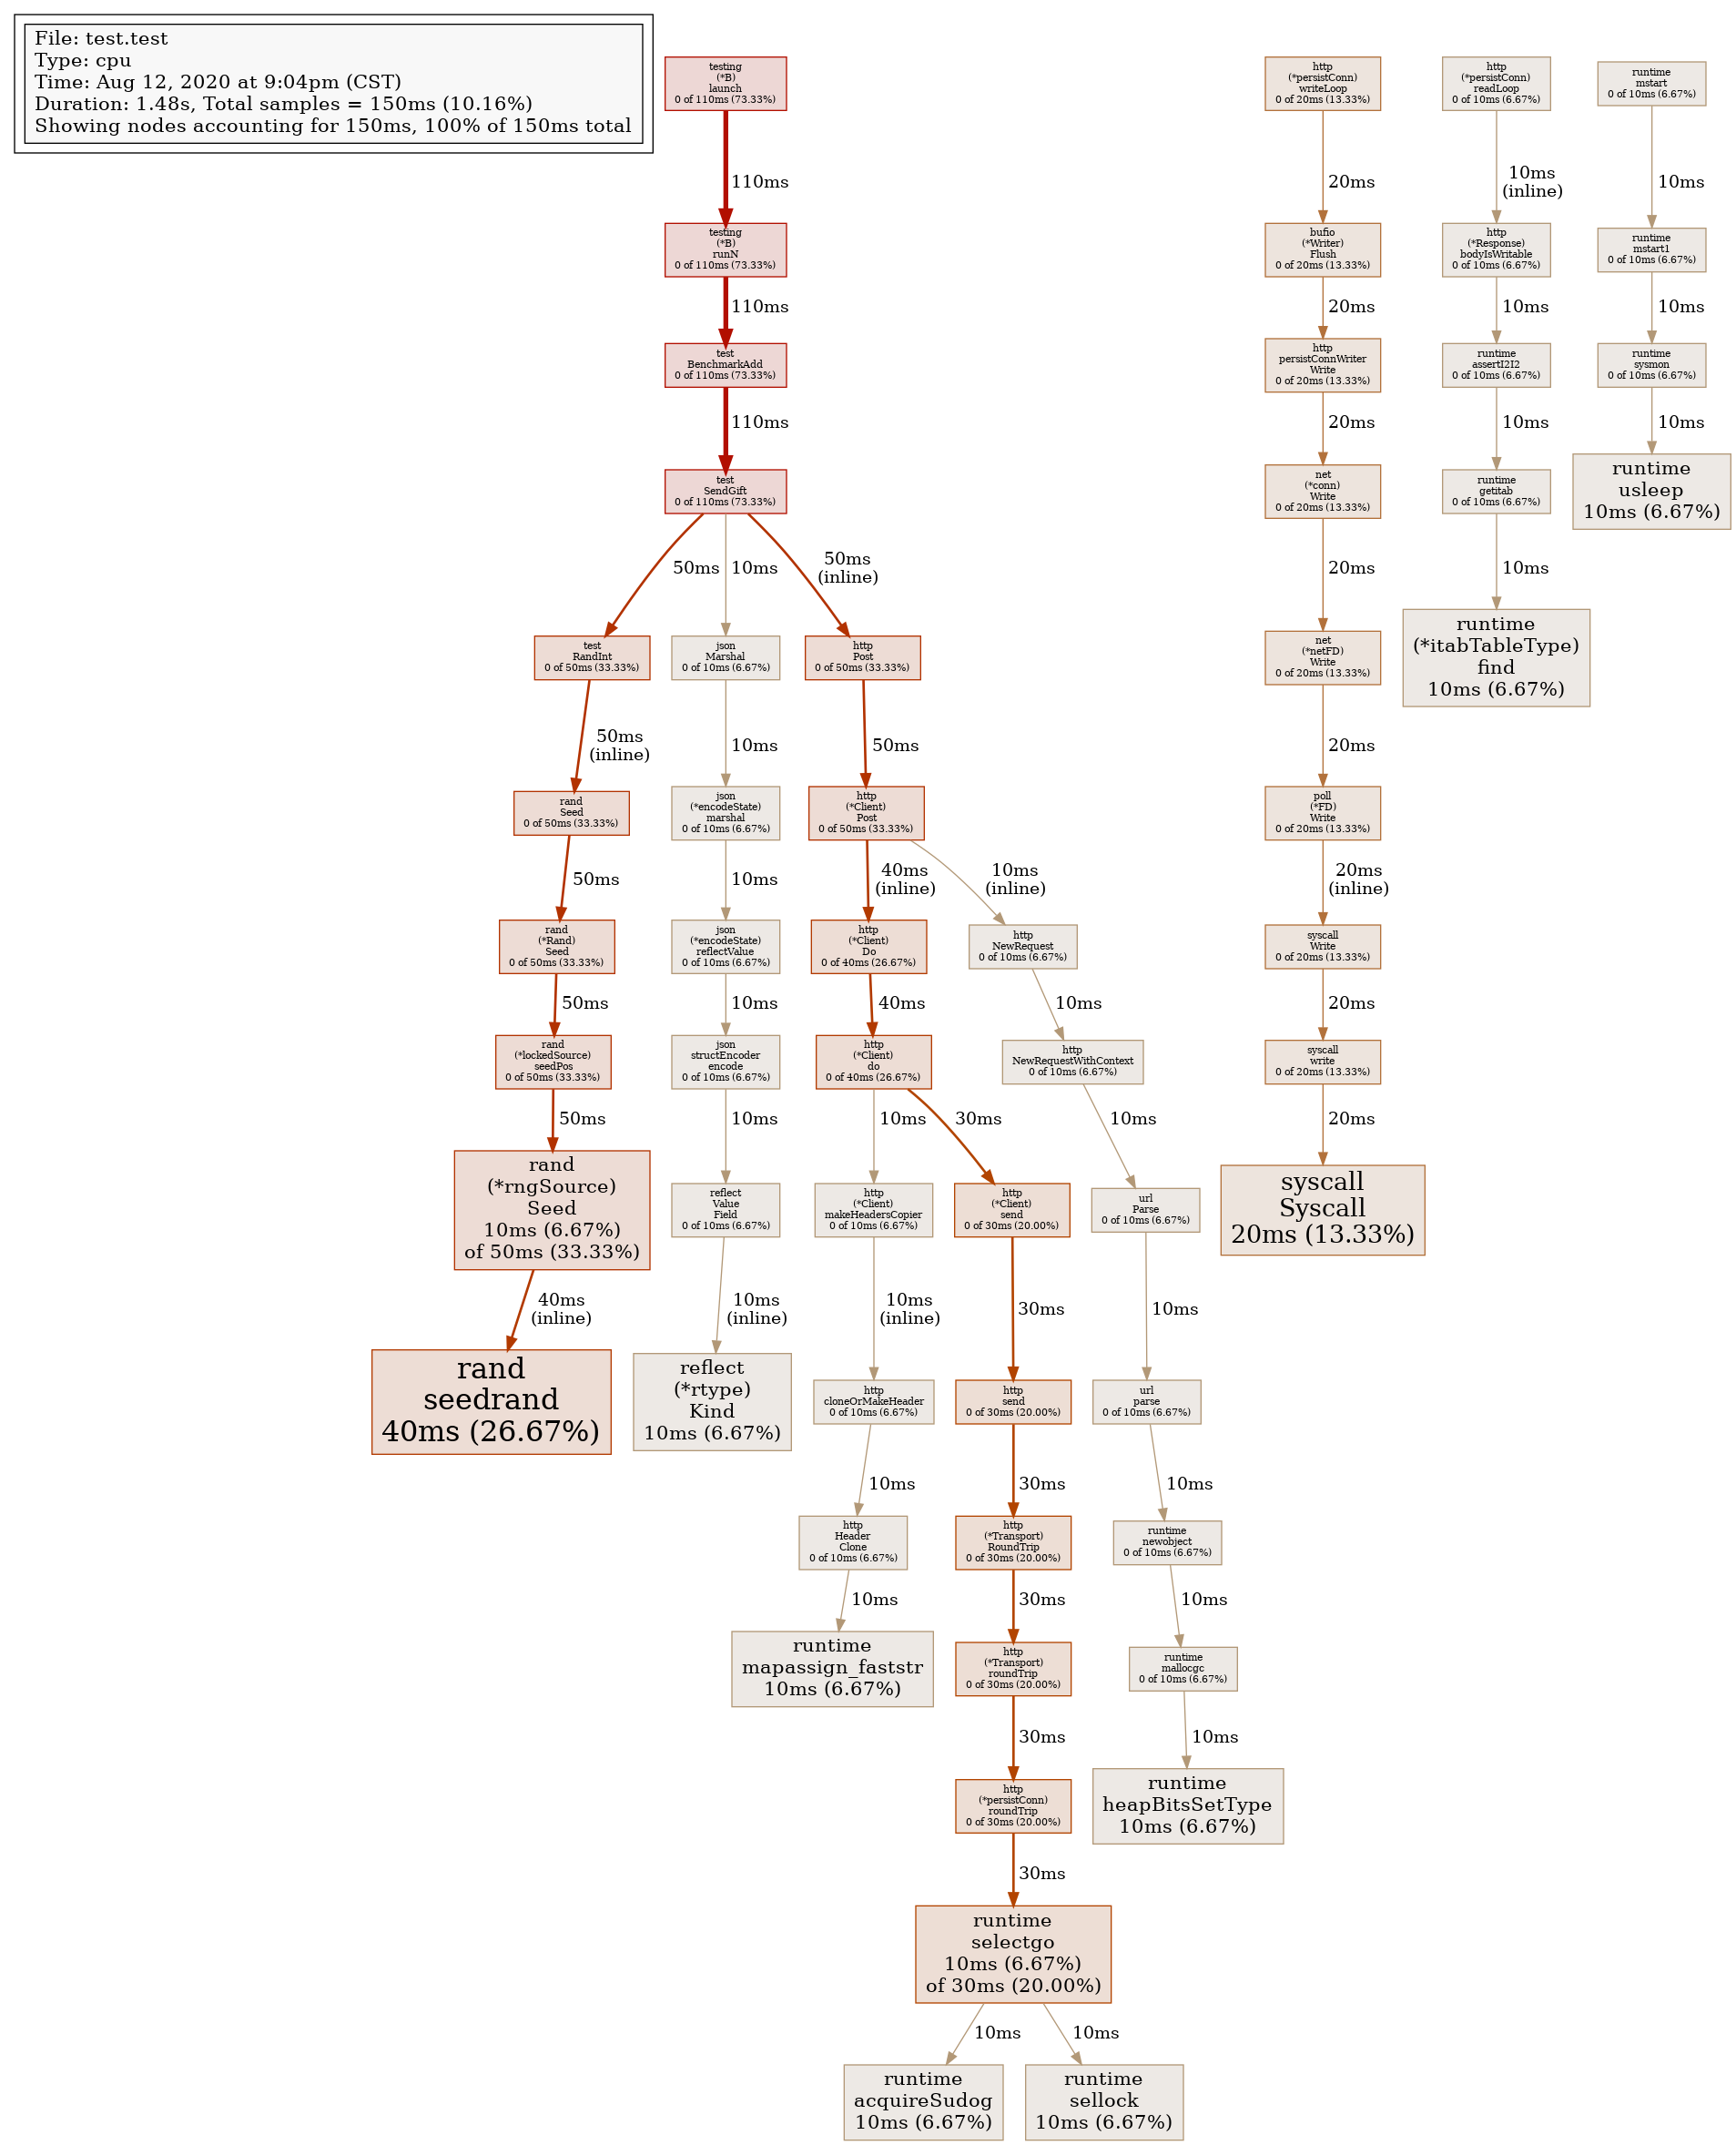 File: test.test
Type: cpu
Time: Aug 12, 2020 at 9:04pm (CST)
Duration: 1.48s, Total samples = 150ms (10.16%)
Showing nodes accounting for 150ms, 100% of 150ms total
testing
(*B)
launch
0 of 110ms (73.33%)
http
(*persistConn)
writeLoop
0 of 20ms (13.33%)
http
(*persistConn)
readLoop
0 of 10ms (6.67%)
runtime
mstart
0 of 10ms (6.67%)
110ms
20ms
10ms
(inline)
10ms
testing
(*B)
runN
0 of 110ms (73.33%)
bufio
(*Writer)
Flush
0 of 20ms (13.33%)
http
(*Response)
bodyIsWritable
0 of 10ms (6.67%)
runtime
mstart1
0 of 10ms (6.67%)
110ms
20ms
10ms
10ms
test
BenchmarkAdd
0 of 110ms (73.33%)
http
persistConnWriter
Write
0 of 20ms (13.33%)
runtime
assertI2I2
0 of 10ms (6.67%)
runtime
sysmon
0 of 10ms (6.67%)
110ms
20ms
10ms
10ms
test
SendGift
0 of 110ms (73.33%)
net
(*conn)
Write
0 of 20ms (13.33%)
runtime
getitab
0 of 10ms (6.67%)
runtime
usleep
10ms (6.67%)
50ms
10ms
50ms
(inline)
20ms
10ms
test
RandInt
0 of 50ms (33.33%)
json
Marshal
0 of 10ms (6.67%)
http
Post
0 of 50ms (33.33%)
net
(*netFD)
Write
0 of 20ms (13.33%)
runtime
(*itabTableType)
find
10ms (6.67%)
50ms
(inline)
10ms
50ms
20ms
rand
Seed
0 of 50ms (33.33%)
json
(*encodeState)
marshal
0 of 10ms (6.67%)
http
(*Client)
Post
0 of 50ms (33.33%)
poll
(*FD)
Write
0 of 20ms (13.33%)
50ms
10ms
40ms
(inline)
10ms
(inline)
20ms
(inline)
rand
(*Rand)
Seed
0 of 50ms (33.33%)
json
(*encodeState)
reflectValue
0 of 10ms (6.67%)
http
(*Client)
Do
0 of 40ms (26.67%)
http
NewRequest
0 of 10ms (6.67%)
syscall
Write
0 of 20ms (13.33%)
50ms
10ms
40ms
10ms
20ms
rand
(*lockedSource)
seedPos
0 of 50ms (33.33%)
json
structEncoder
encode
0 of 10ms (6.67%)
http
(*Client)
do
0 of 40ms (26.67%)
http
NewRequestWithContext
0 of 10ms (6.67%)
syscall
write
0 of 20ms (13.33%)
50ms
10ms
10ms
30ms
10ms
20ms
rand
(*rngSource)
Seed
10ms (6.67%)
of 50ms (33.33%)
reflect
Value
Field
0 of 10ms (6.67%)
http
(*Client)
makeHeadersCopier
0 of 10ms (6.67%)
http
(*Client)
send
0 of 30ms (20.00%)
url
Parse
0 of 10ms (6.67%)
syscall
Syscall
20ms (13.33%)
40ms
(inline)
10ms
(inline)
10ms
(inline)
30ms
10ms
rand
seedrand
40ms (26.67%)
reflect
(*rtype)
Kind
10ms (6.67%)
http
cloneOrMakeHeader
0 of 10ms (6.67%)
http
send
0 of 30ms (20.00%)
url
parse
0 of 10ms (6.67%)
10ms
30ms
10ms
http
Header
Clone
0 of 10ms (6.67%)
http
(*Transport)
RoundTrip
0 of 30ms (20.00%)
runtime
newobject
0 of 10ms (6.67%)
10ms
30ms
10ms
runtime
mapassign_faststr
10ms (6.67%)
http
(*Transport)
roundTrip
0 of 30ms (20.00%)
runtime
mallocgc
0 of 10ms (6.67%)
30ms
10ms
http
(*persistConn)
roundTrip
0 of 30ms (20.00%)
runtime
heapBitsSetType
10ms (6.67%)
30ms
runtime
selectgo
10ms (6.67%)
of 30ms (20.00%)
10ms
10ms
runtime
acquireSudog
10ms (6.67%)
runtime
sellock
10ms (6.67%)